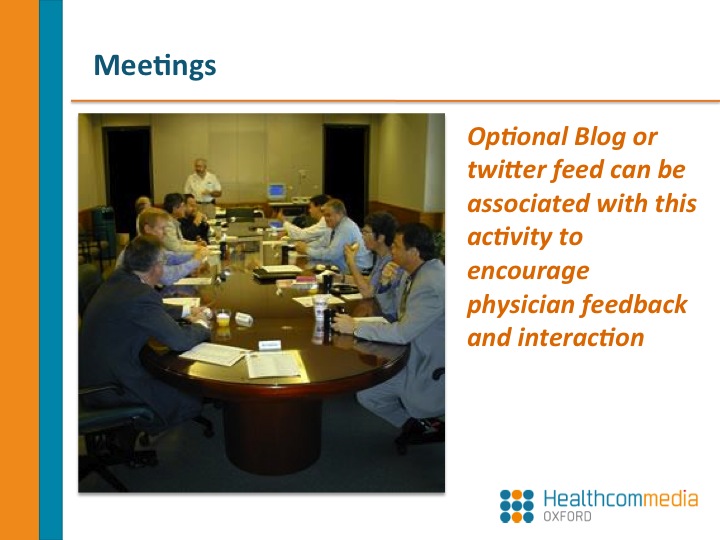 Meetings
Optional Blog or
twitter feed can be
associated with this
activity to
encourage
physician feedback
and interaction
Healthcommedia
OXFORD